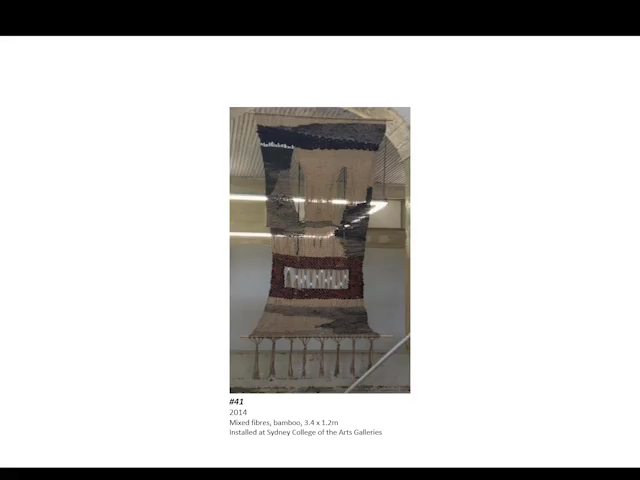 #41
2014
Mixed fibres, bamboo, 3.4 x 1.2m
Installed at Sydney College of the Arts Galleries